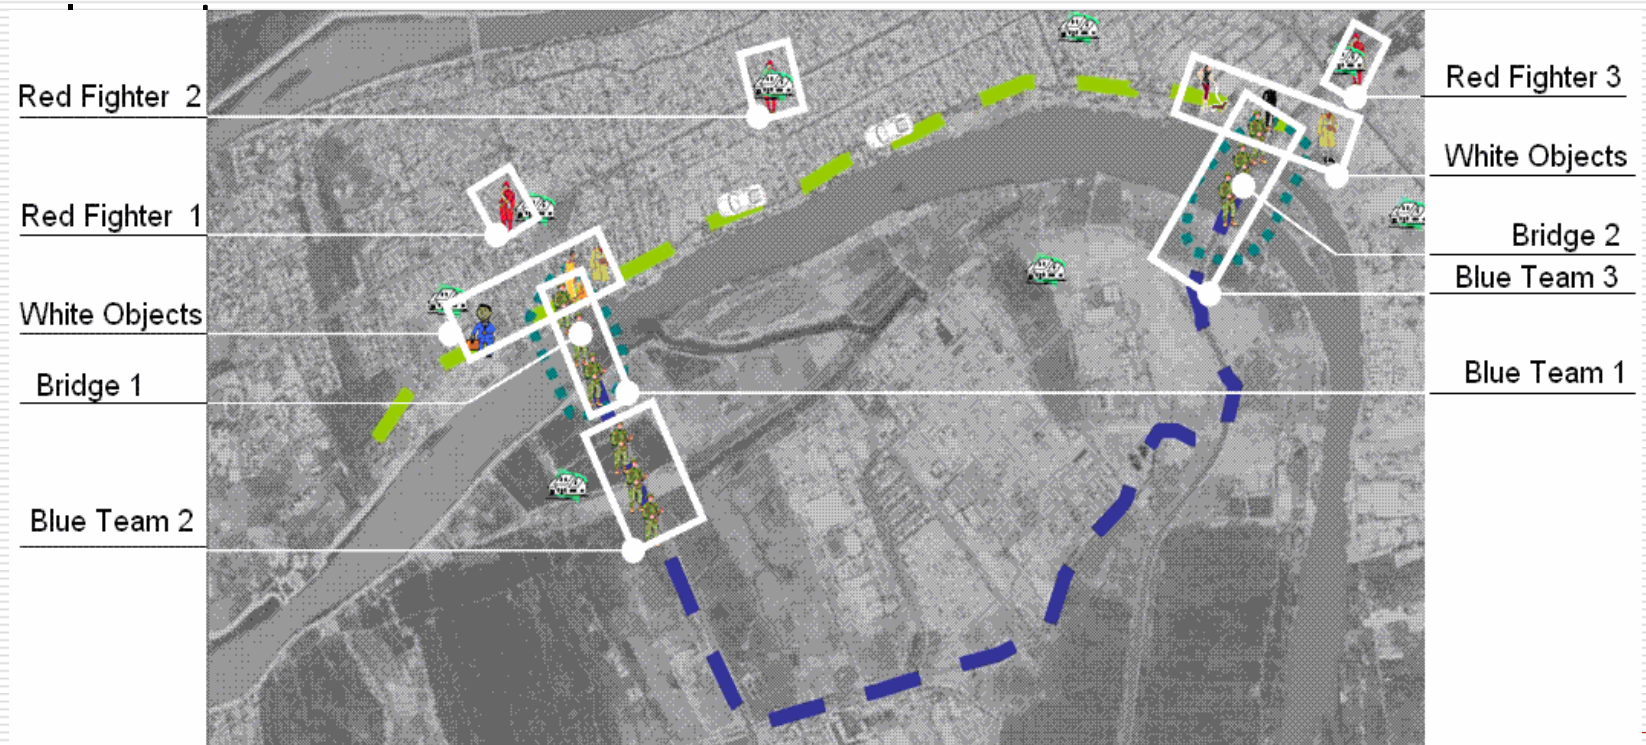 Red Fighter 2
Red Fighter 1
White Objects
Bridge 1
Blue Team 2
Red Fighter 3
White Objects
Bridge 2
Blue Team 3
Blue Team 1